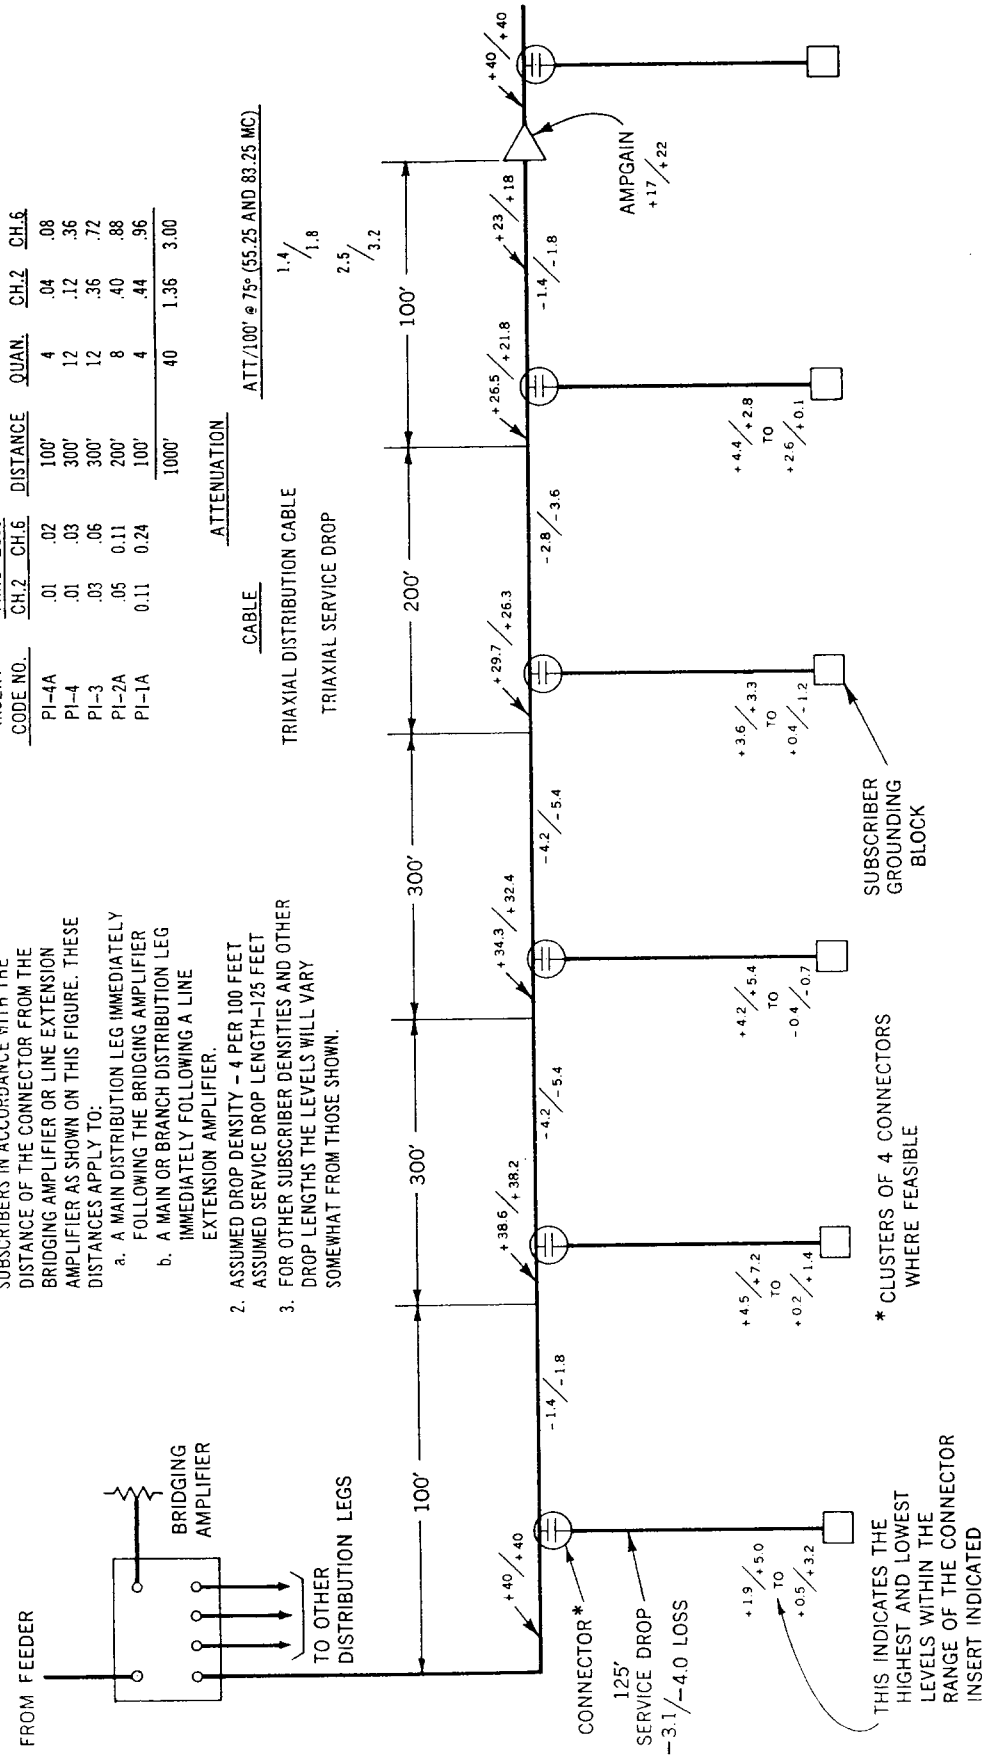 SUBSCRIBERS IN ACCORDANCE WITH THE
DISTANCE OF THE CONNECTOR FROM THE
BRIDGING AMPLIFIER OR LINE EXTENSION
AMPLIFIER AS SHOWN ON THIS FIGURE. THESE
DISTANCES APPLY TO:
a. A MAIN DISTRIBUTION LEG IMMEDIATELY
FOLLOWING THE BRIDGING AMPLIFIER
b. A MAIN OR BRANCH DISTRIBUTION LEG
IMMEDIATELY FOLLOWING A LINE
EXTENSION AMPLIFIER.
2. ASSUMED DROP DENSITY – 4 PER 100 FEET
ASSUMED SERVICE DROP LENGTH–125 FEET
3. FOR OTHER SUBSCRIBER DENSITIES AND OTHER
DROP LENGTHS THE LEVELS WILL VARY
SOMEWHAT FROM THOSE SHOWN.
CODE NO. CH.2 CH.6 DISTANCE QUAN. CH.2 CH.6
PI-4A .01 .02 100' 4 .04 .08
PI-4 .01 .03 300' 12 .12 .36
PI-3 .03 .06 300' 12 .36 .72
PI-2A .05 0.11 200' 8 .40 .88
PI-1A 0.11 0.24 100' 4 .44 .96
1000' 40 1.36 3.00
ATTENUATION
CABLE ATT/100' @ 75° (55.25 AND 83.25 MC)
TRIAXIAL DISTRIBUTION CABLE 1.4/1.8
TRIAXIAL SERVICE DROP 2.5/3.2
FROM FEEDER
BRIDGING
AMPLIFIER
TO OTHER
DISTRIBUTION LEGS
100' 300' 300' 200' 100'
+40/+40 +38.6/+38.2 +34.3/+32.4 +29.7/+26.3 +26.5/+21.8 +23/+18 +40/+40
-1.4/-1.8 -4.2/-5.4 -4.2/-5.4 -2.8/-3.6 -1.4/-1.8
AMPGAIN
+17/+22
CONNECTOR*
125'
SERVICE DROP
-3.1/-4.0 LOSS
+1.9/+5.0
TO
+0.5/+3.2
+4.5/+7.2
TO
+0.2/+1.4
+4.2/+5.4
TO
-0.4/-0.7
+3.6/+3.3
TO
+0.4/-1.2
+4.4/+2.8
TO
+2.6/+0.1
SUBSCRIBER
GROUNDING
BLOCK
THIS INDICATES THE
HIGHEST AND LOWEST
LEVELS WITHIN THE
RANGE OF THE CONNECTOR
INSERT INDICATED
* CLUSTERS OF 4 CONNECTORS
WHERE FEASIBLE